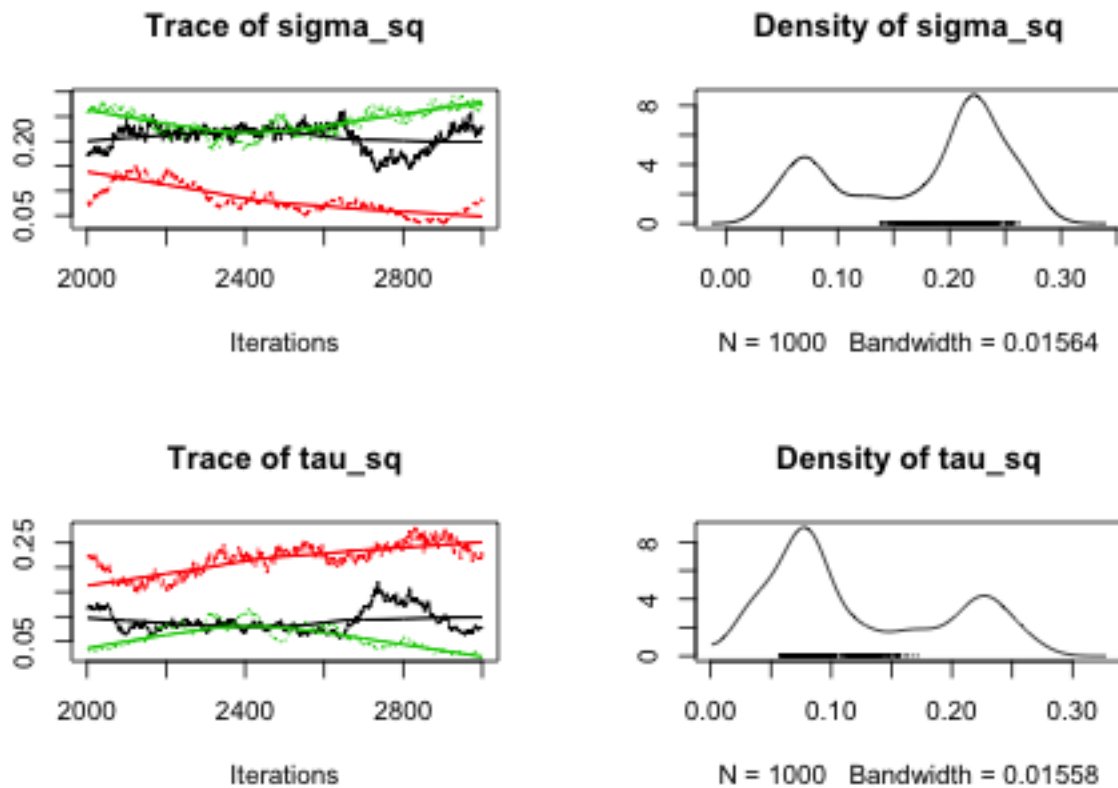 Trace of sigma_sq
0.05 0.20
2000 2400 2800
Iterations
Density of sigma_sq
0 4 8
0.00 0.10 0.20 0.30
N = 1000 Bandwidth = 0.01564
Trace of tau_sq
0.05 0.25
2000 2400 2800
Iterations
Density of tau_sq
0 4 8
0.00 0.10 0.20 0.30
N = 1000 Bandwidth = 0.01558